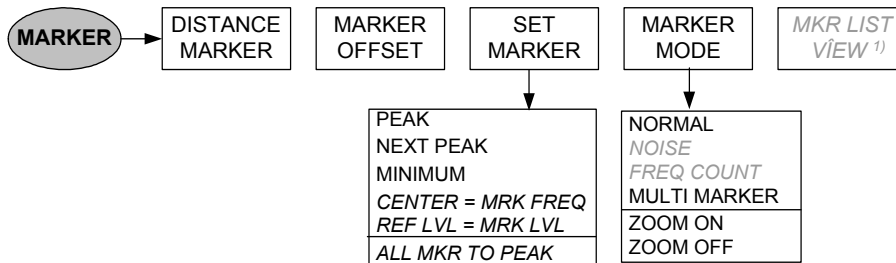 MARKER
DISTANCE
MARKER
MARKER
OFFSET
SET
MARKER
MARKER
MODE
MKR LIST
VÎEW 1)
PEAK
NEXT PEAK
MINIMUM
CENTER = MRK FREQ
REF LVL = MRK LVL
ALL MKR TO PEAK
NORMAL
NOISE
FREQ COUNT
MULTI MARKER
ZOOM ON
ZOOM OFF